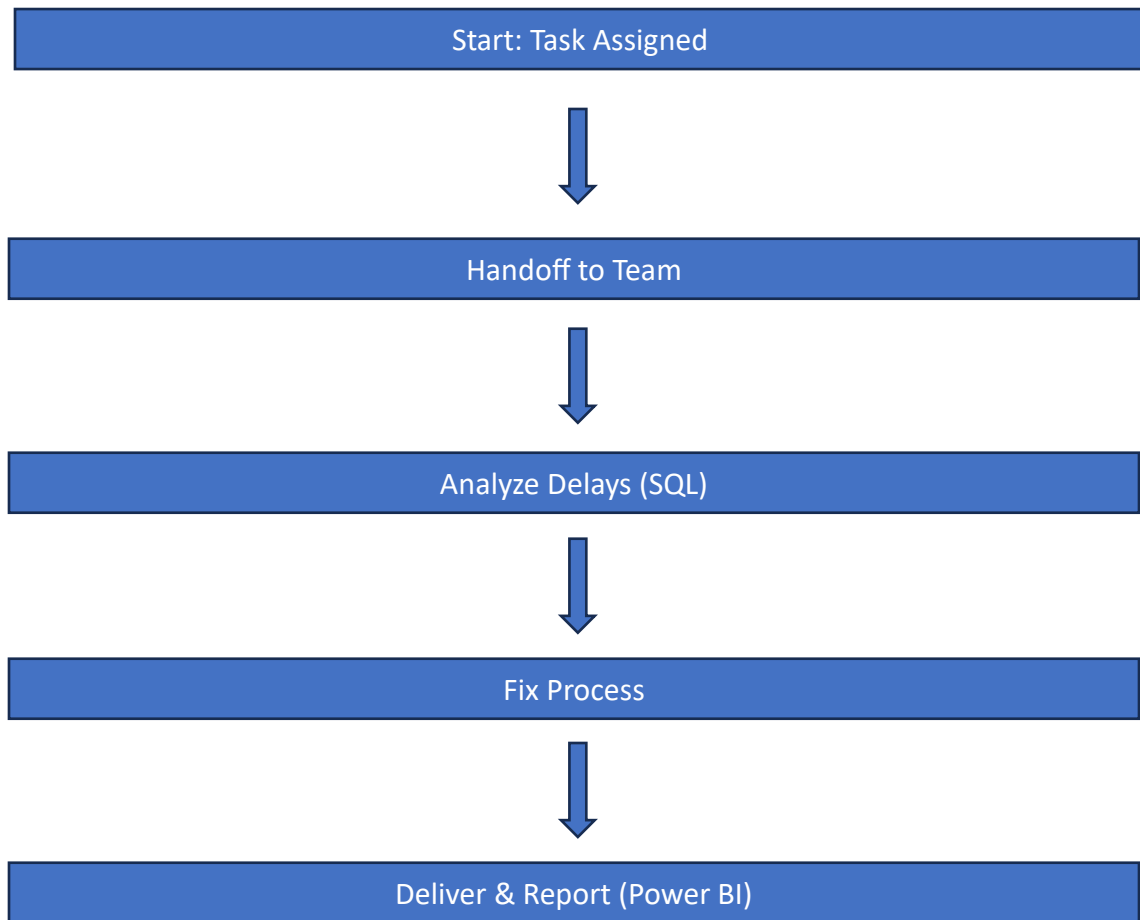 Start: Task Assigned
Handoff to Team
Analyze Delays (SQL)
Fix Process
Deliver & Report (Power BI)